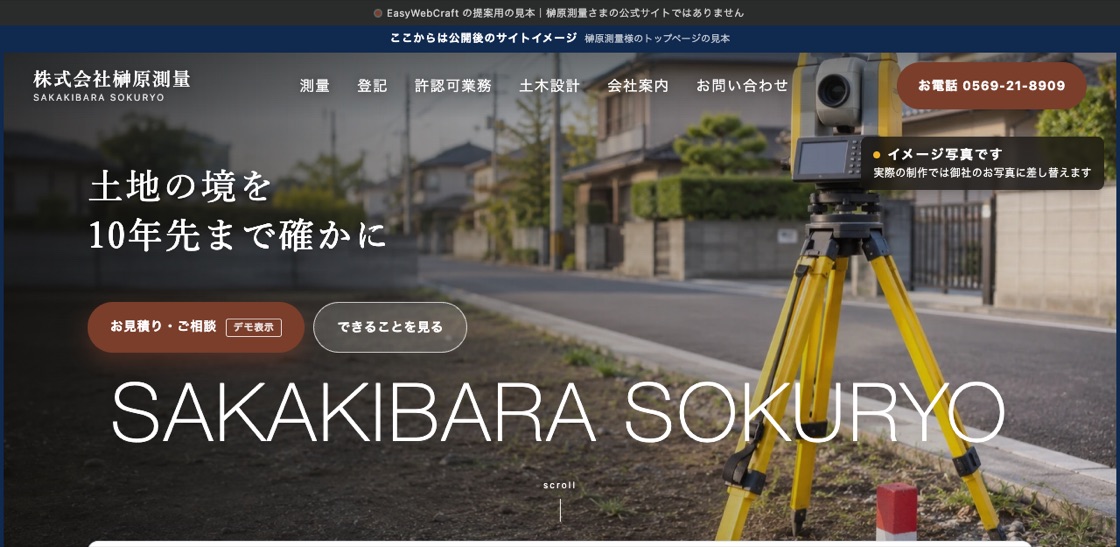 EasyWebCraft の提案用の見本｜榊原測量さまの公式サイトではありません
ここからは公開後のサイトイメージ 榊原測量様のトップページの見本
株式会社榊原測量
SAKAKIBARA SOKURYO
測量 登記 許認可業務 土木設計 会社案内 お問い合わせ
お電話 0569-21-8909
イメージ写真です
実際の制作では御社のお写真に差し替えます
土地の境を
10年先まで確かに
お見積り・ご相談 デモ表示
できることを見る
SAKAKIBARA SOKURYO
scroll